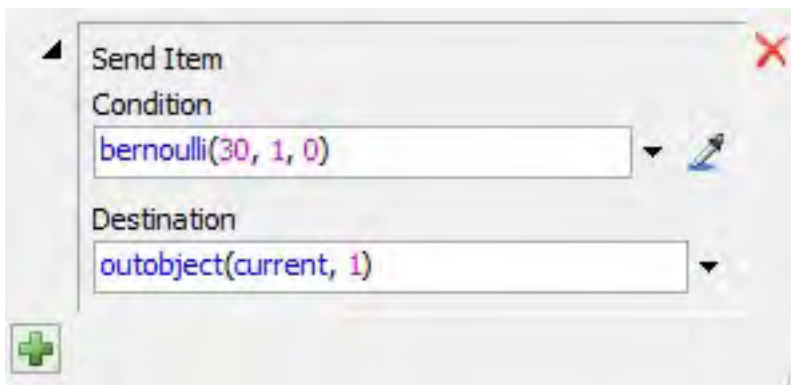 Send Item
Condition
bernoulli(30, 1, 0)
Destination
outobject(current, 1)